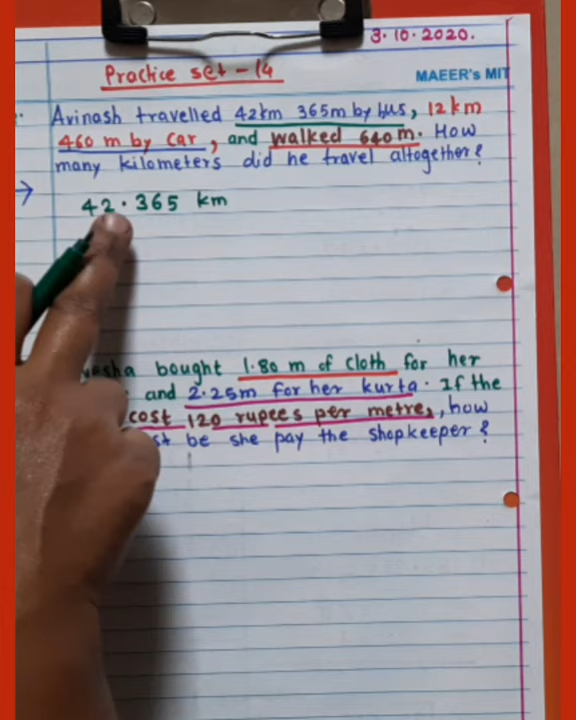 3.10.2020.
Practice set - 14
MAEER's MIT
Avinash travelled 42km 365m by bus, 12km
460 m by car, and walked 640m. How
many kilometers did he travel altogether?
→ 42.365 km
bought 1.80 m of cloth for her
and 2.25m for her kurta. If the
cost 120 rupees per metre, how
be she pay the shopkeeper?